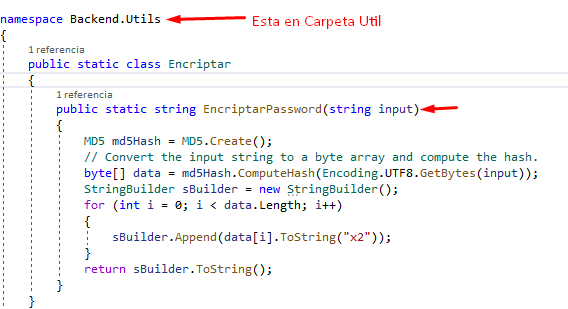 namespace Backend.Utils Esta en Carpeta Util
{
1 referencia
public static class Encriptar
{
1 referencia
public static string EncriptarPassword(string input)
{
MD5 md5Hash = MD5.Create();
// Convert the input string to a byte array and compute the hash.
byte[] data = md5Hash.ComputeHash(Encoding.UTF8.GetBytes(input));
StringBuilder sBuilder = new StringBuilder();
for (int i = 0; i < data.Length; i++)
{
sBuilder.Append(data[i].ToString("x2"));
}
return sBuilder.ToString();
}
}